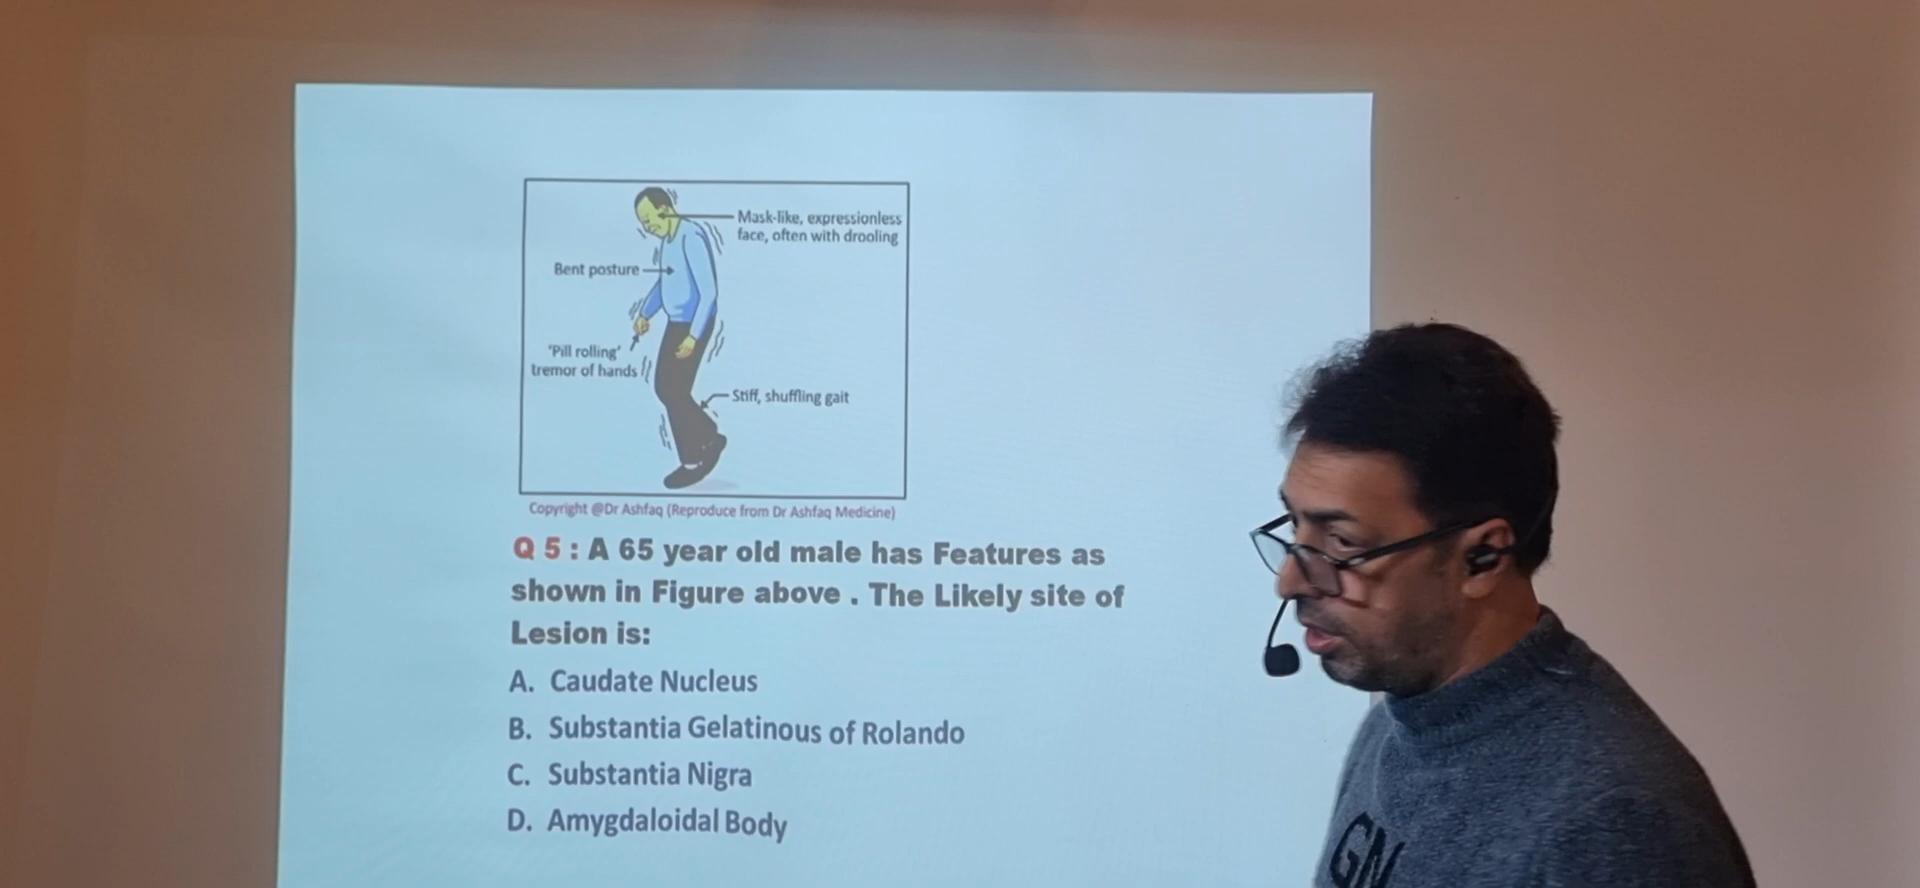 Mask-like, expressionless
face, often with drooling
Bent posture
'Pill rolling'
tremor of hands
Stiff, shuffling gait
Copyright @Dr Ashfaq (Reproduce from Dr Ashfaq Medicine)
Q 5 : A 65 year old male has Features as
shown in Figure above . The Likely site of
Lesion is:
A. Caudate Nucleus
B. Substantia Gelatinous of Rolando
C. Substantia Nigra
D. Amygdaloidal Body
GN